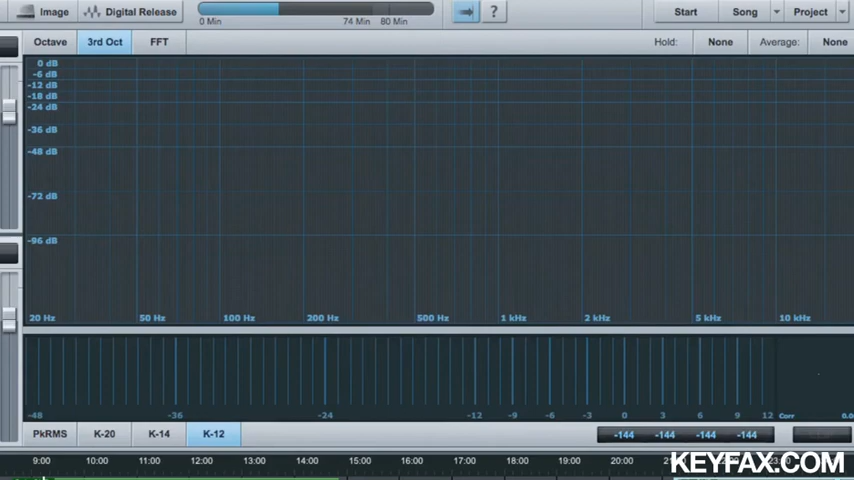 Image Digital Release 0 Min 74 Min 80 Min ? Start Song Project
Octave 3rd Oct FFT Hold: None Average: None
0 dB
-6 dB
-12 dB
-18 dB
-24 dB
-36 dB
-48 dB
-72 dB
-96 dB
20 Hz 50 Hz 100 Hz 200 Hz 500 Hz 1 kHz 2 kHz 5 kHz 10 kHz
-48 -36 -24 -12 -9 -6 -3 0 3 6 9 12 Corr
PkRMS K-20 K-14 K-12 -144 -144 -144 -144
9:00 10:00 11:00 12:00 13:00 14:00 15:00 16:00 17:00 18:00 19:00 20:00
KEYFAX.COM